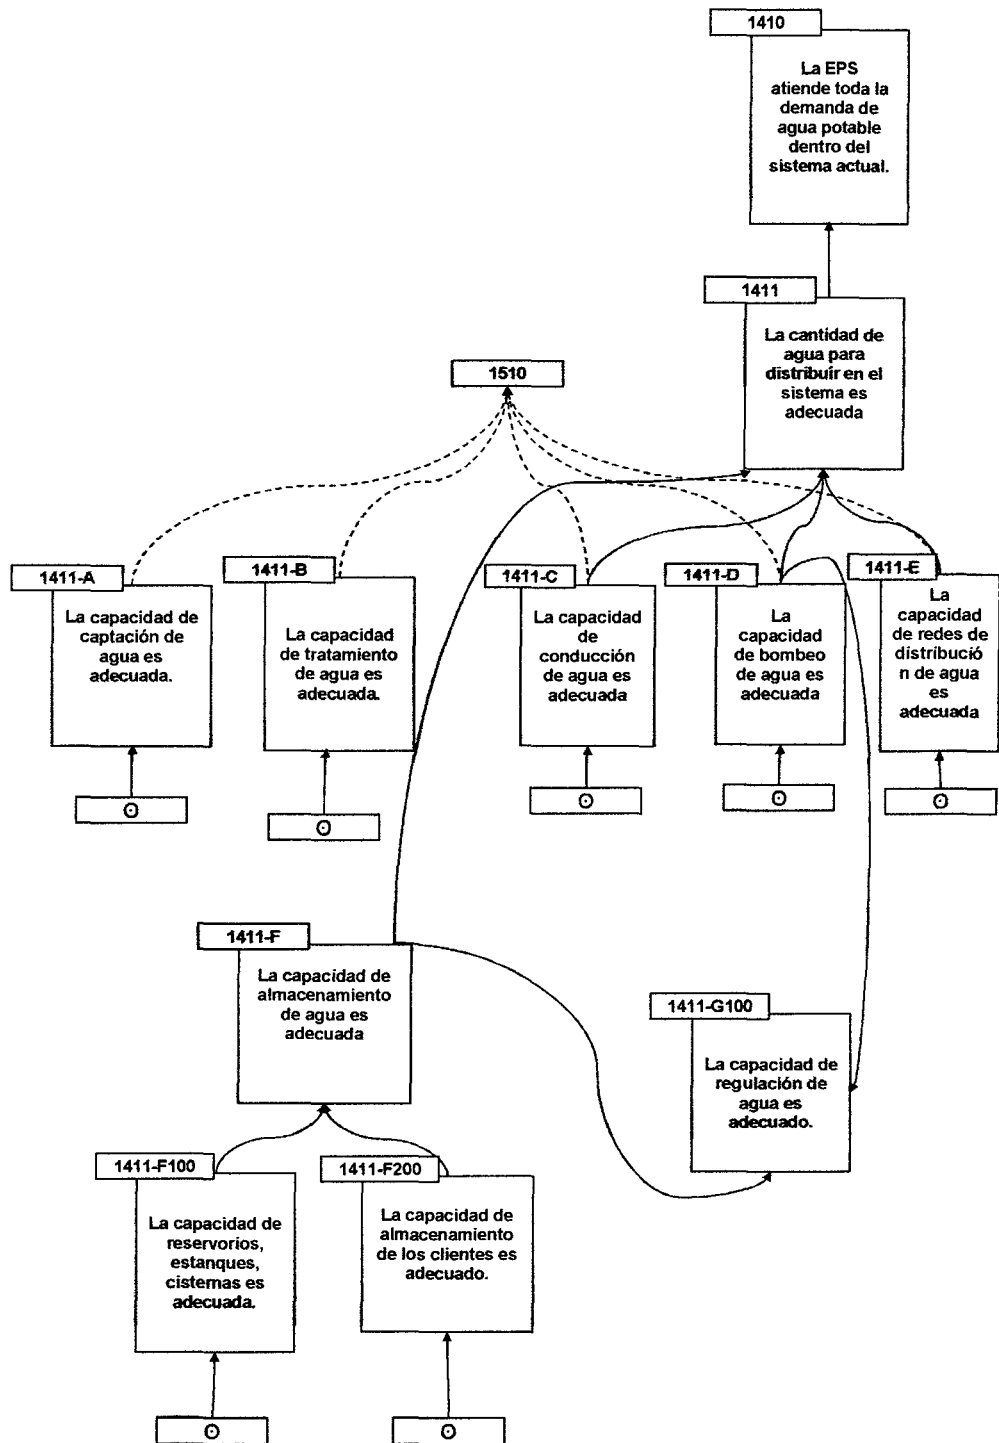 1410
La EPS
atiende toda la
demanda de
agua potable
dentro del
sistema actual.
1411
La cantidad de
agua para
distribuír en el
sistema es
adecuada
1510
1411-A
La capacidad de
captación de
agua es
adecuada.
1411-B
La capacidad
de tratamiento
de agua es
adecuada.
1411-C
La capacidad
de
conducción
de agua es
adecuada
1411-D
La
capacidad
de bombeo
de agua es
adecuada
1411-E
La
capacidad
de redes de
distribució
n de agua
es
adecuada
1411-F
La capacidad de
almacenamiento
de agua es
adecuada
1411-G100
La capacidad de
regulación de
agua es
adecuado.
1411-F100
La capacidad de
reservorios,
estanques,
cisternas es
adecuada.
1411-F200
La capacidad de
almacenamiento
de los clientes es
adecuado.